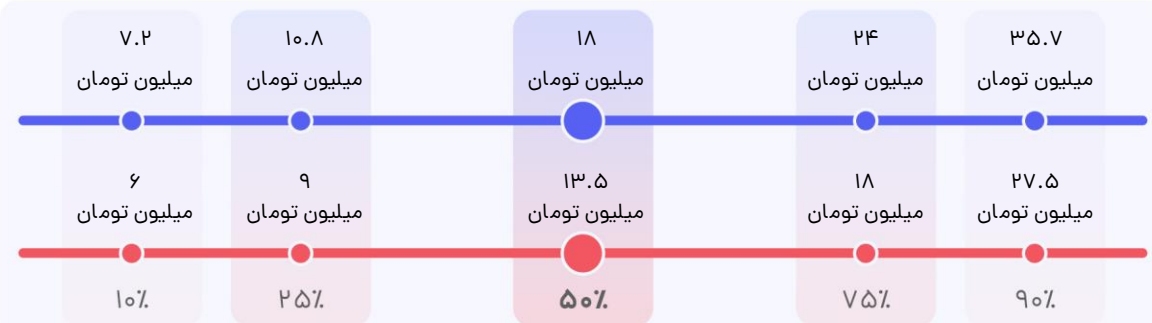 ۷.۲ ۱۰.۸ ۱۸ ۲۴ ۳۵.۷
میلیون تومان میلیون تومان میلیون تومان میلیون تومان میلیون تومان
۶ ۹ ۱۳.۵ ۱۸ ۲۷.۵
میلیون تومان میلیون تومان میلیون تومان میلیون تومان میلیون تومان
۱۰٪ ۲۵٪ ۵۰٪ ۷۵٪ ۹۰٪